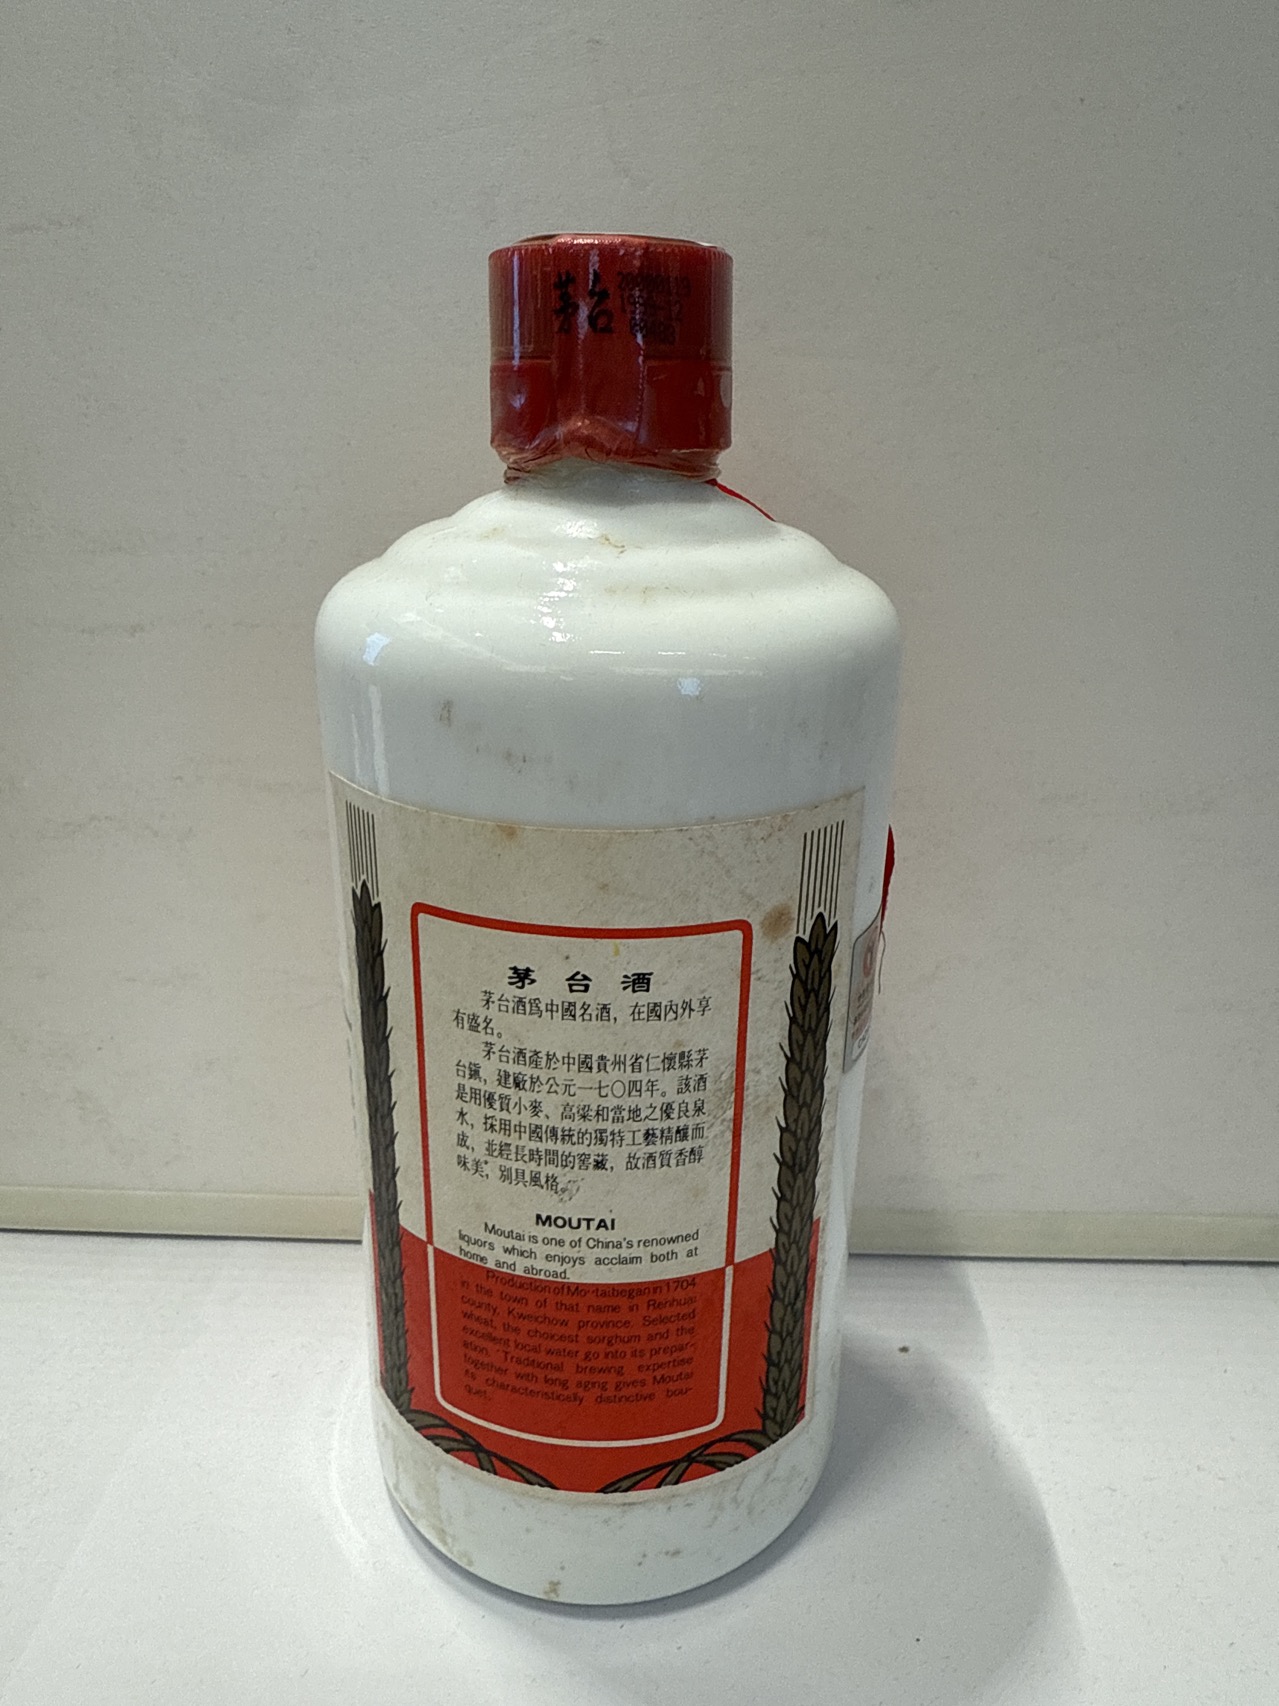 茅台
茅台酒
茅台酒爲中國名酒，在國內外享
有盛名。
茅台酒產於中國貴州省仁懷縣茅
台鎭，建廠於公元一七〇四年。該酒
是用優質小麥、高粱和當地之優良泉
水，採用中國傳統的獨特工藝精釀而
成，並經長時間的窖藏，故酒質香醇
味美，別具風格。
MOUTAI
Moutai is one of China's renowned
liquors which enjoys acclaim both at
home and abroad.
Production of Moutai began in 1704
in the town of that name in Renhuai
county, Kweichow province. Selected
wheat, the choicest sorghum and the
excellent local water go into its prepar-
ation. Traditional brewing expertise
together with long aging gives Moutai
its characteristically distinctive bou-
quet.